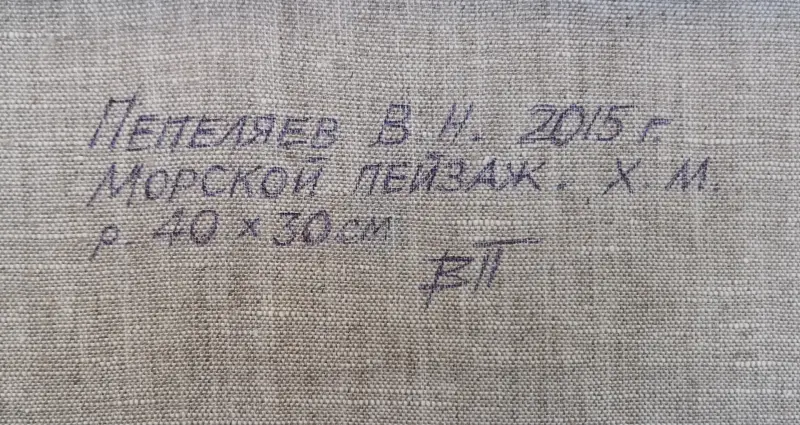 ПЕПЕЛЯЕВ В Н. 2015 г.
МОРСКОЙ ПЕЙЗАЖ. Х. М.
р. 40 х 30 см
ВП